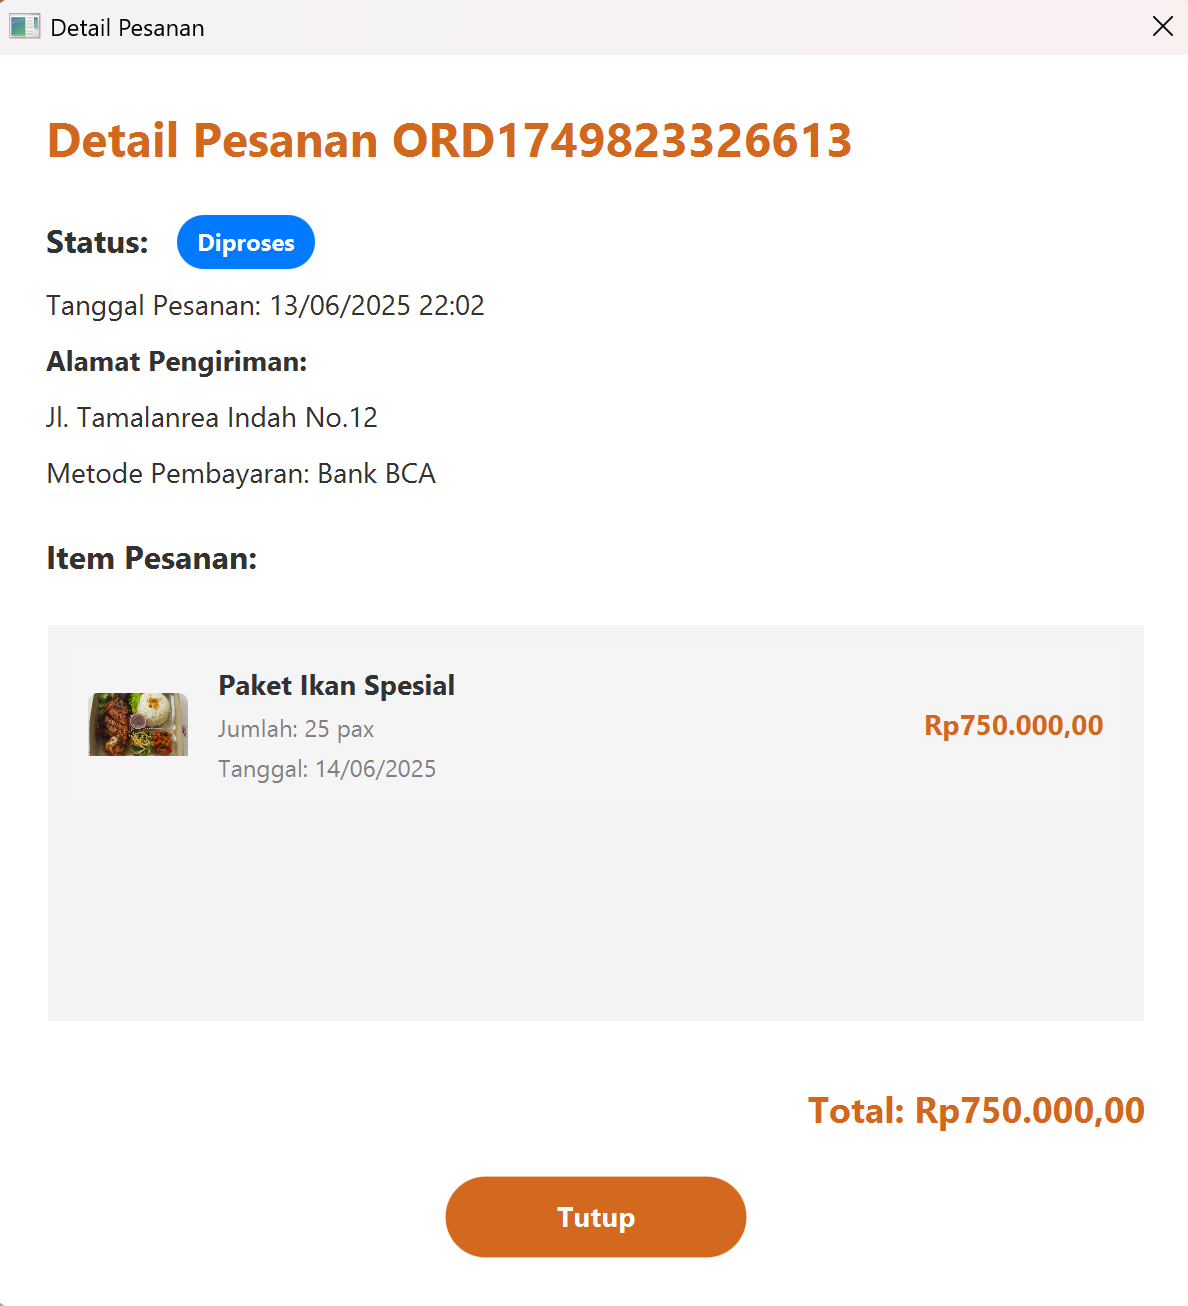 Detail Pesanan
Detail Pesanan ORD1749823326613
Status: Diproses
Tanggal Pesanan: 13/06/2025 22:02
Alamat Pengiriman:
Jl. Tamalanrea Indah No.12
Metode Pembayaran: Bank BCA
Item Pesanan:
Paket Ikan Spesial
Jumlah: 25 pax
Tanggal: 14/06/2025
Rp750.000,00
Total: Rp750.000,00
Tutup